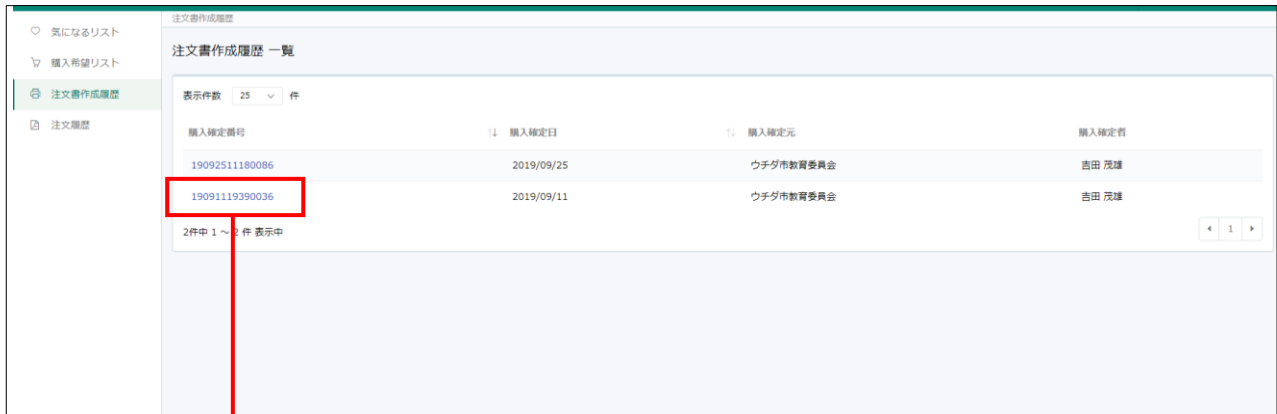 注文書作成履歴
気になるリスト
購入希望リスト
注文書作成履歴
注文履歴
注文書作成履歴 一覧
表示件数 25 件
購入確定番号 購入確定日 購入確定元 購入確定者
19092511180086 2019/09/25 ウチダ市教育委員会 吉田 茂雄
19091119390036 2019/09/11 ウチダ市教育委員会 吉田 茂雄
2件中 1 ~ 2 件 表示中
1